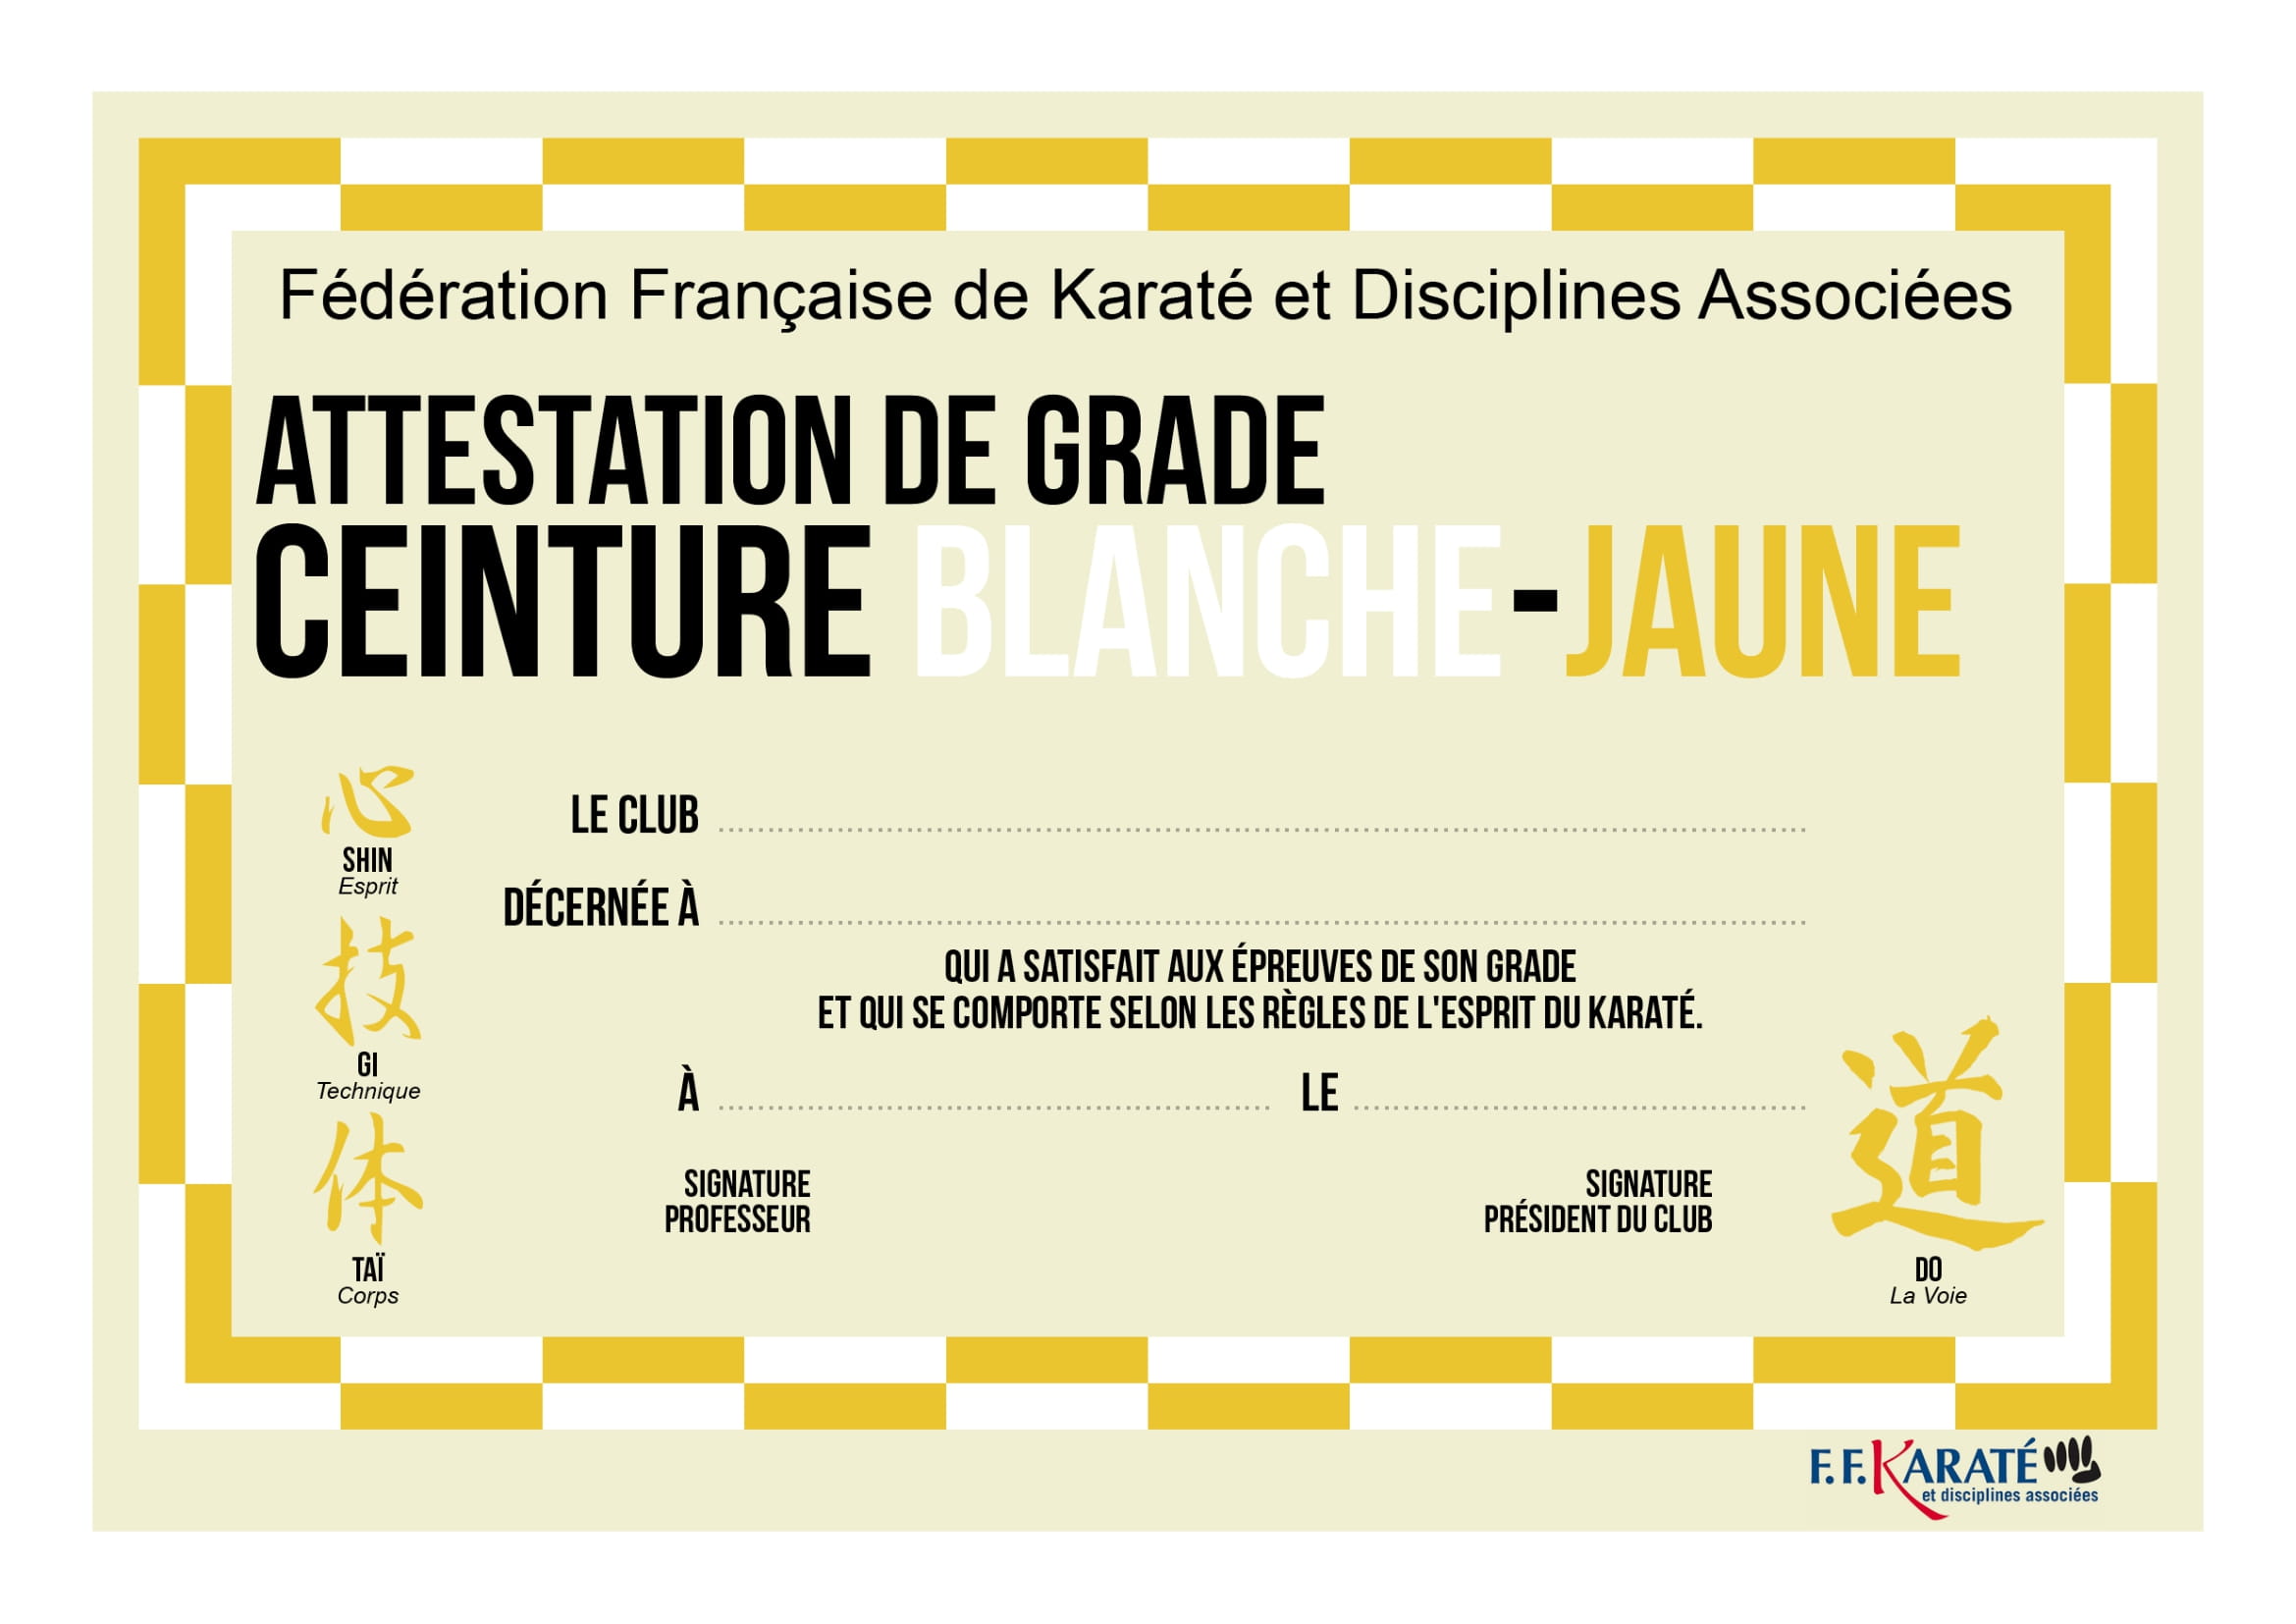 Fédération Française de Karaté et Disciplines Associées
ATTESTATION DE GRADE
CEINTURE BLANCHE-JAUNE
心
SHIN
Esprit
技
GI
Technique
体
TAÏ
Corps
LE CLUB
DÉCERNÉE À
QUI A SATISFAIT AUX ÉPREUVES DE SON GRADE
ET QUI SE COMPORTE SELON LES RÈGLES DE L'ESPRIT DU KARATÉ.
À LE
SIGNATURE
PROFESSEUR
SIGNATURE
PRÉSIDENT DU CLUB
道
DO
La Voie
F.F.KARATÉ
et disciplines associées